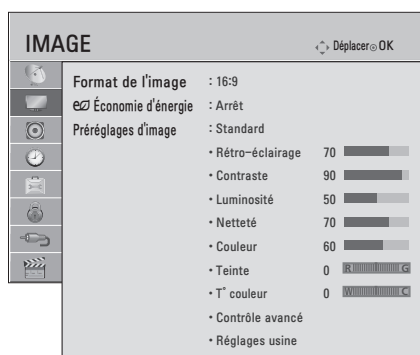 IMAGE Déplacer OK
Format de l'image : 16:9
Économie d'énergie : Arrêt
Préréglages d'image : Standard
• Rétro-éclairage 70
• Contraste 90
• Luminosité 50
• Netteté 70
• Couleur 60
• Teinte 0 R G
• T° couleur 0 W C
• Contrôle avancé
• Réglages usine